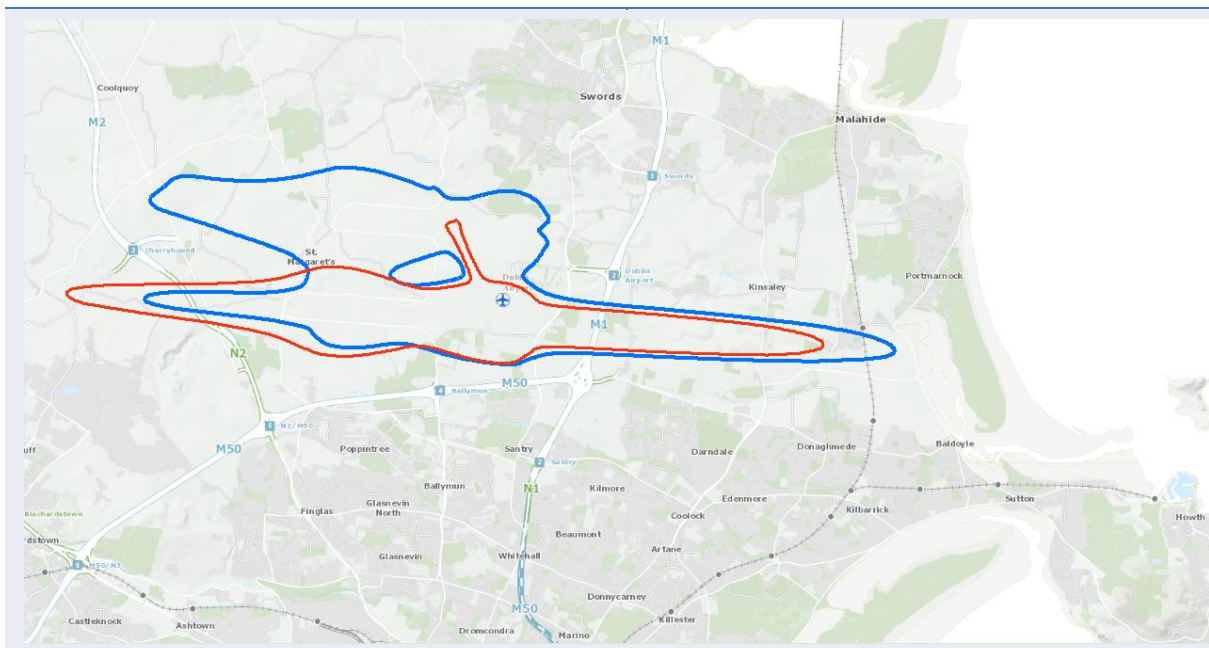 M1
Coolquoy
Swords
M2
Malahide
3 Swords
2 Cherryhound
St.
Margaret's
2 Dublin
Airport
Portmarnock
Kinsaley
M1
N2
M50
4 Ballymun
5 N2/M50
M50
Poppintree
Santry
2 Santry
Darndale
Donaghmede
Baldoyle
Ballymun
N1
Kilmore
Edenmore
Sutton
Finglas
Glasnevin
North
Coolock
Kilbarrick
Howth
Blachardstown
Beaumont
Artane
Glasnevin
Whitehall
6 M50/N3
Donnycarney
M50
Castleknock
Ashtown
Killester
Dromcondra
Marino